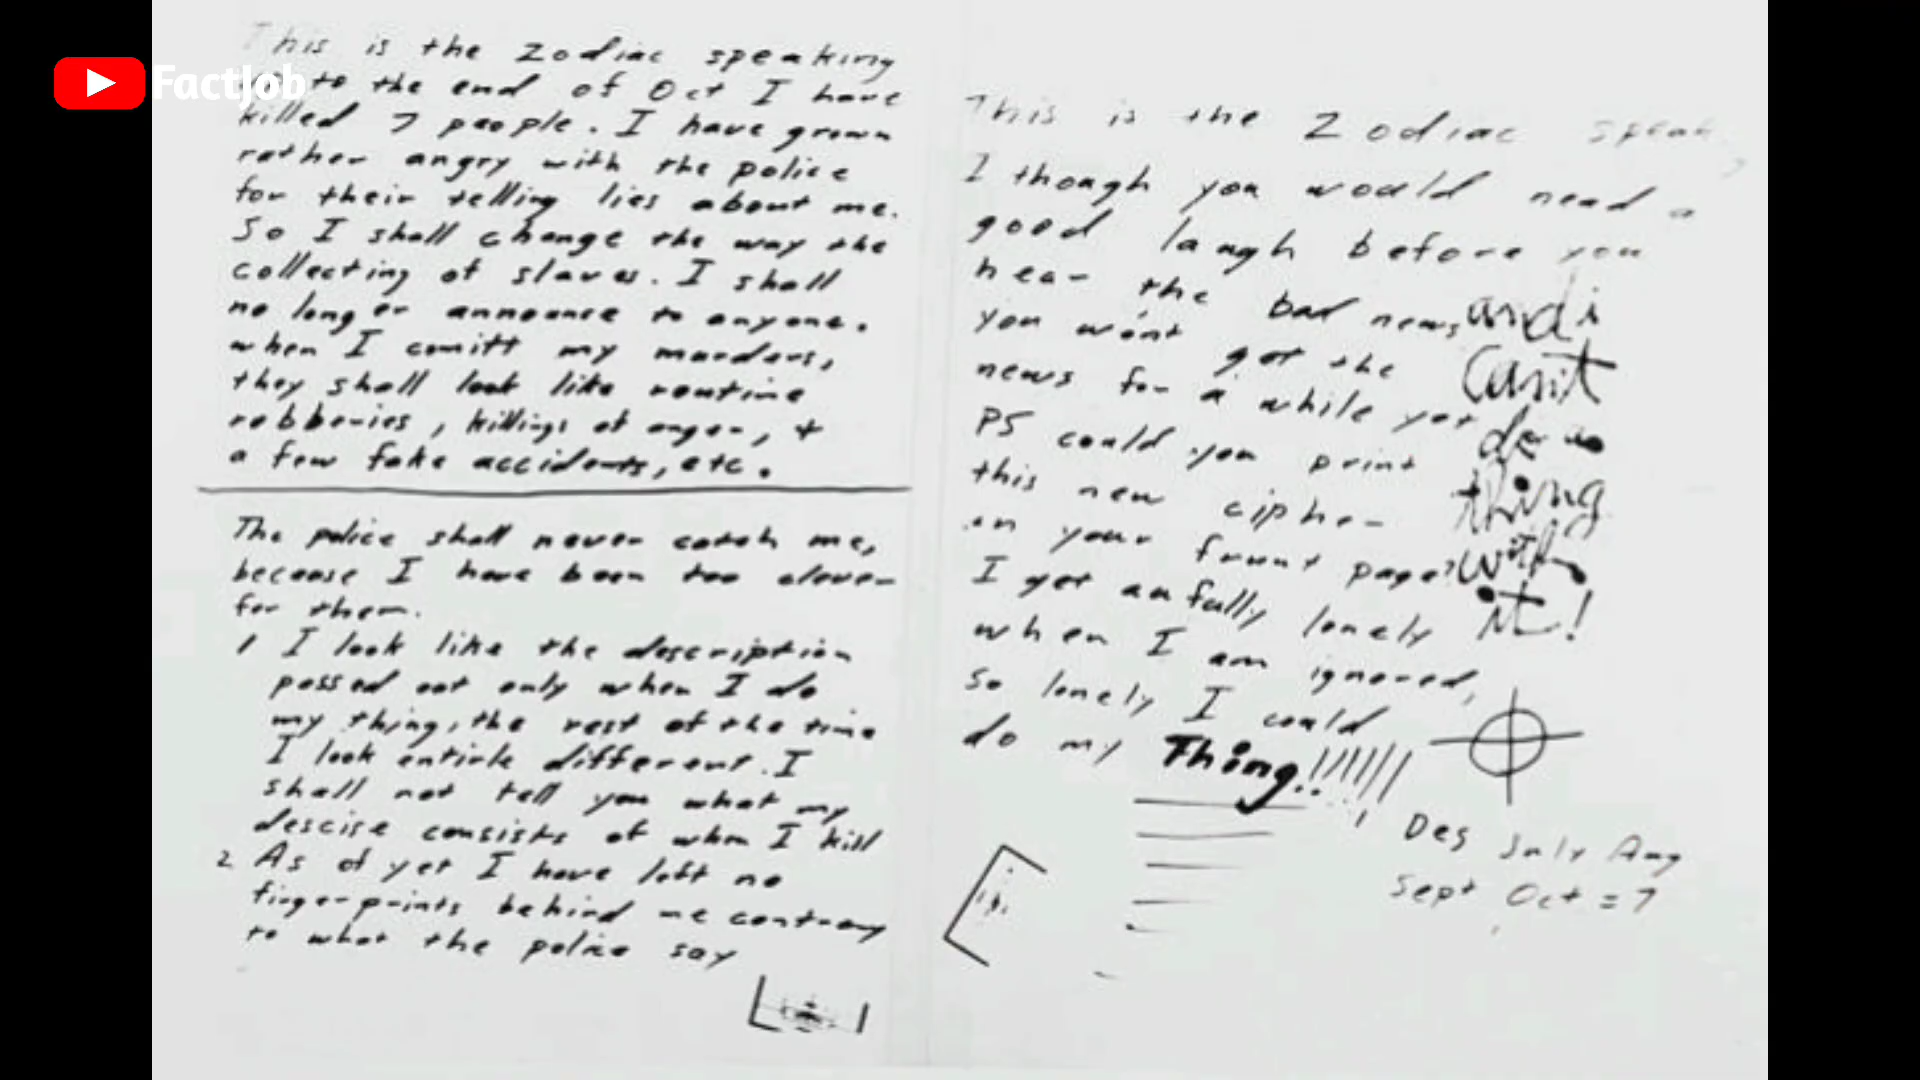 FactJob
This is the Zodiac speaking
up to the end of Oct I have
killed 7 people. I have grown
rather angry with the police
for their telling lies about me.
So I shall change the way the
collecting of slaves. I shall
no longer announce to anyone.
when I comitt my murders,
they shall look like routine
robberies, killings of anger, +
a few fake accidents, etc.
The police shall never catch me,
because I have been too clever
for them.
1 I look like the description
passed out only when I do
my thing, the rest of the time
I look entirle different. I
shall not tell you what my
descise consists of when I kill
2 As of yet I have left no
fingerprints behind me contrary
to what the police say
This is the Zodiac speak
I though you would nead a
good laugh before you
hear the bad news
you won't get the
news for a while yet
PS could you print
this new cipher
on your frunt page?
I get aufully lonely
when I am ignored,
so lonely I could
do my Thing!!!!!!
and i
can't
do a
thing
with
it!
Des July Aug
Sept Oct = 7